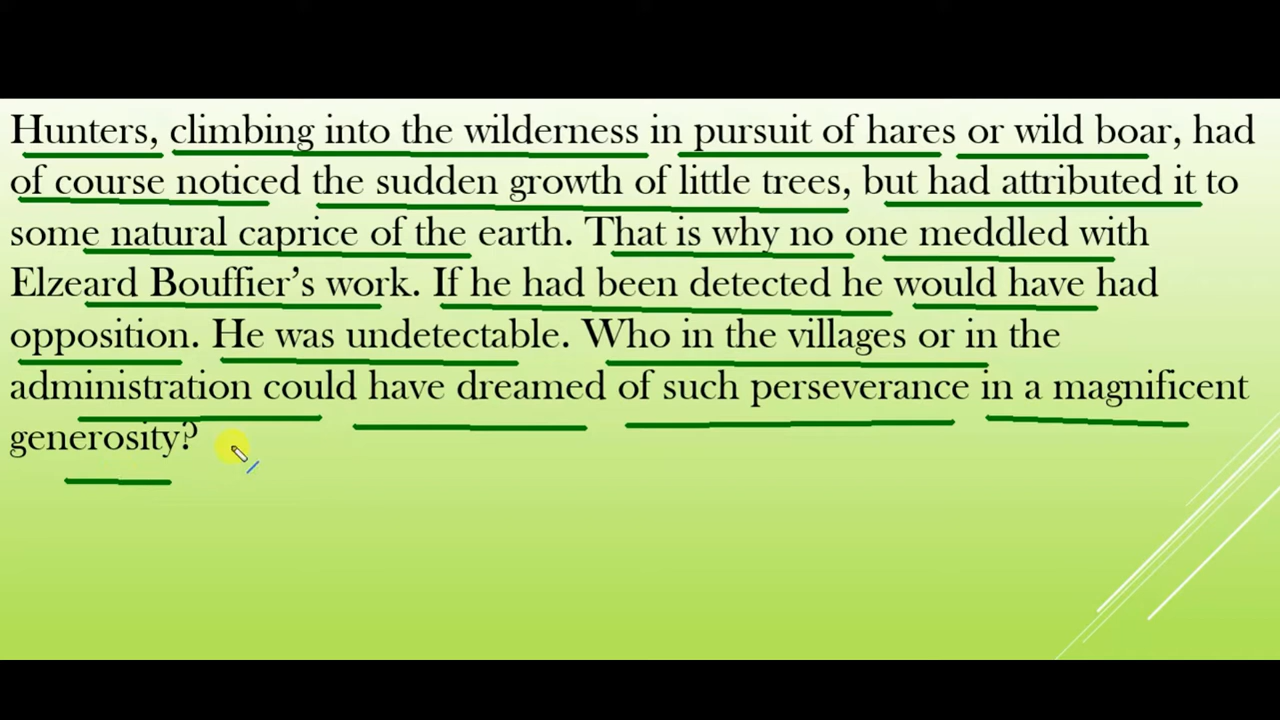 Hunters, climbing into the wilderness in pursuit of hares or wild boar, had
of course noticed the sudden growth of little trees, but had attributed it to
some natural caprice of the earth. That is why no one meddled with
Elzeard Bouffier’s work. If he had been detected he would have had
opposition. He was undetectable. Who in the villages or in the
administration could have dreamed of such perseverance in a magnificent
generosity?